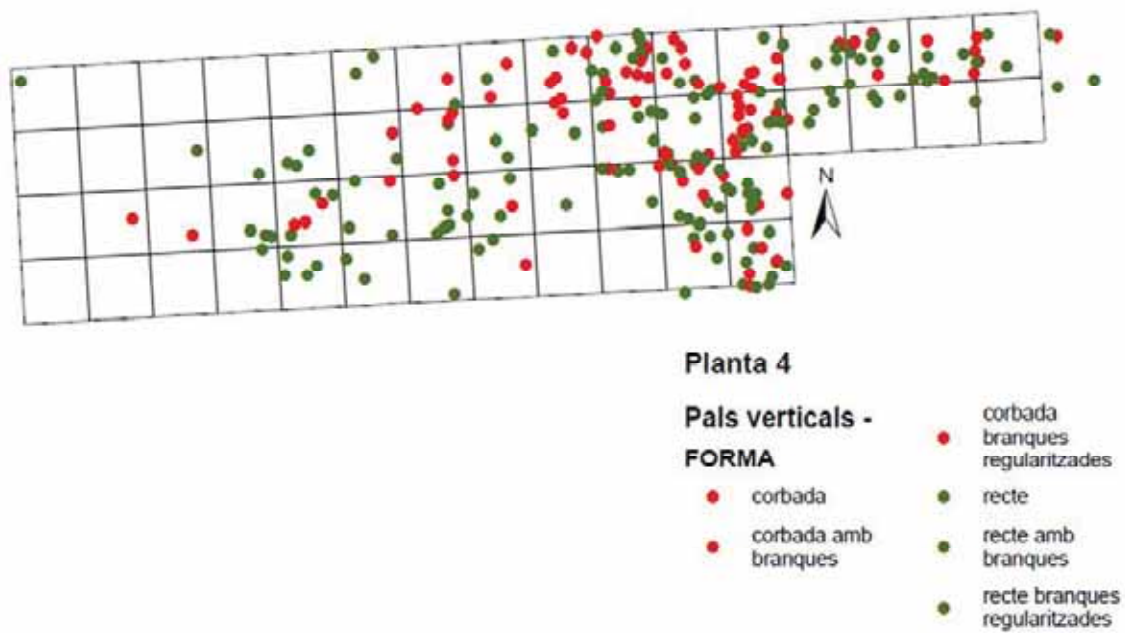 N
Planta 4
Pals verticals -
FORMA
corbada
corbada amb
branques
corbada
branques
regularitzades
recte
recte amb
branques
recte branques
regularitzades